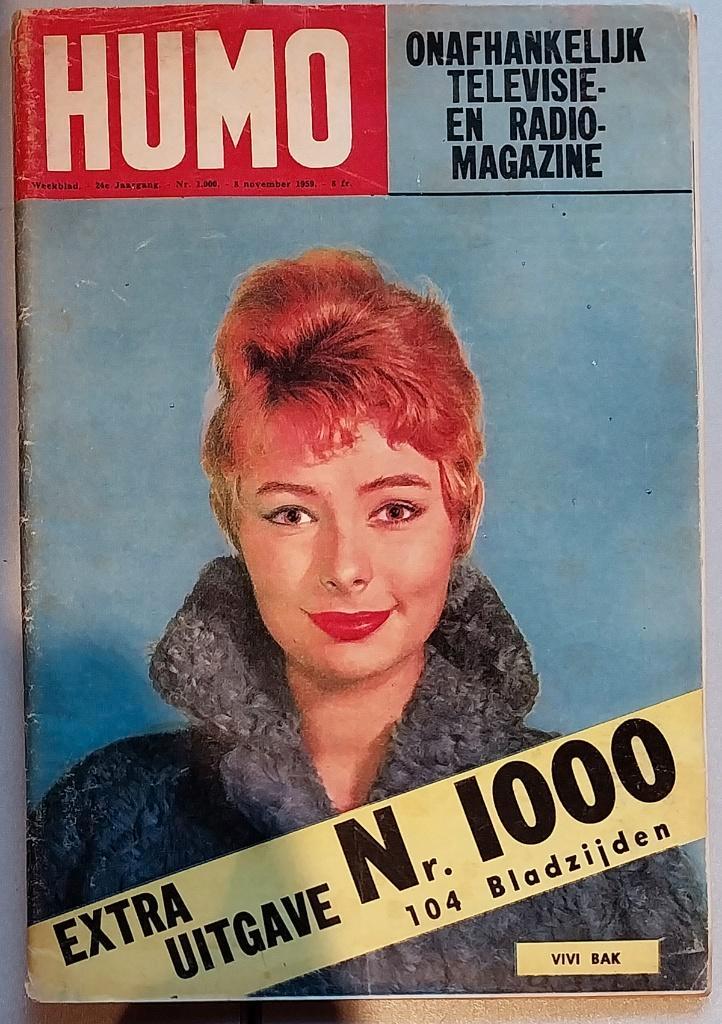 HUMO
Weekblad. - 24e Jaargang. - Nr. 1.000. - 8 november 1959. - 8 fr.
ONAFHANKELIJK
TELEVISIE-
EN RADIO-
MAGAZINE
EXTRA
UITGAVE
Nr. 1000
104 Bladzijden
VIVI BAK